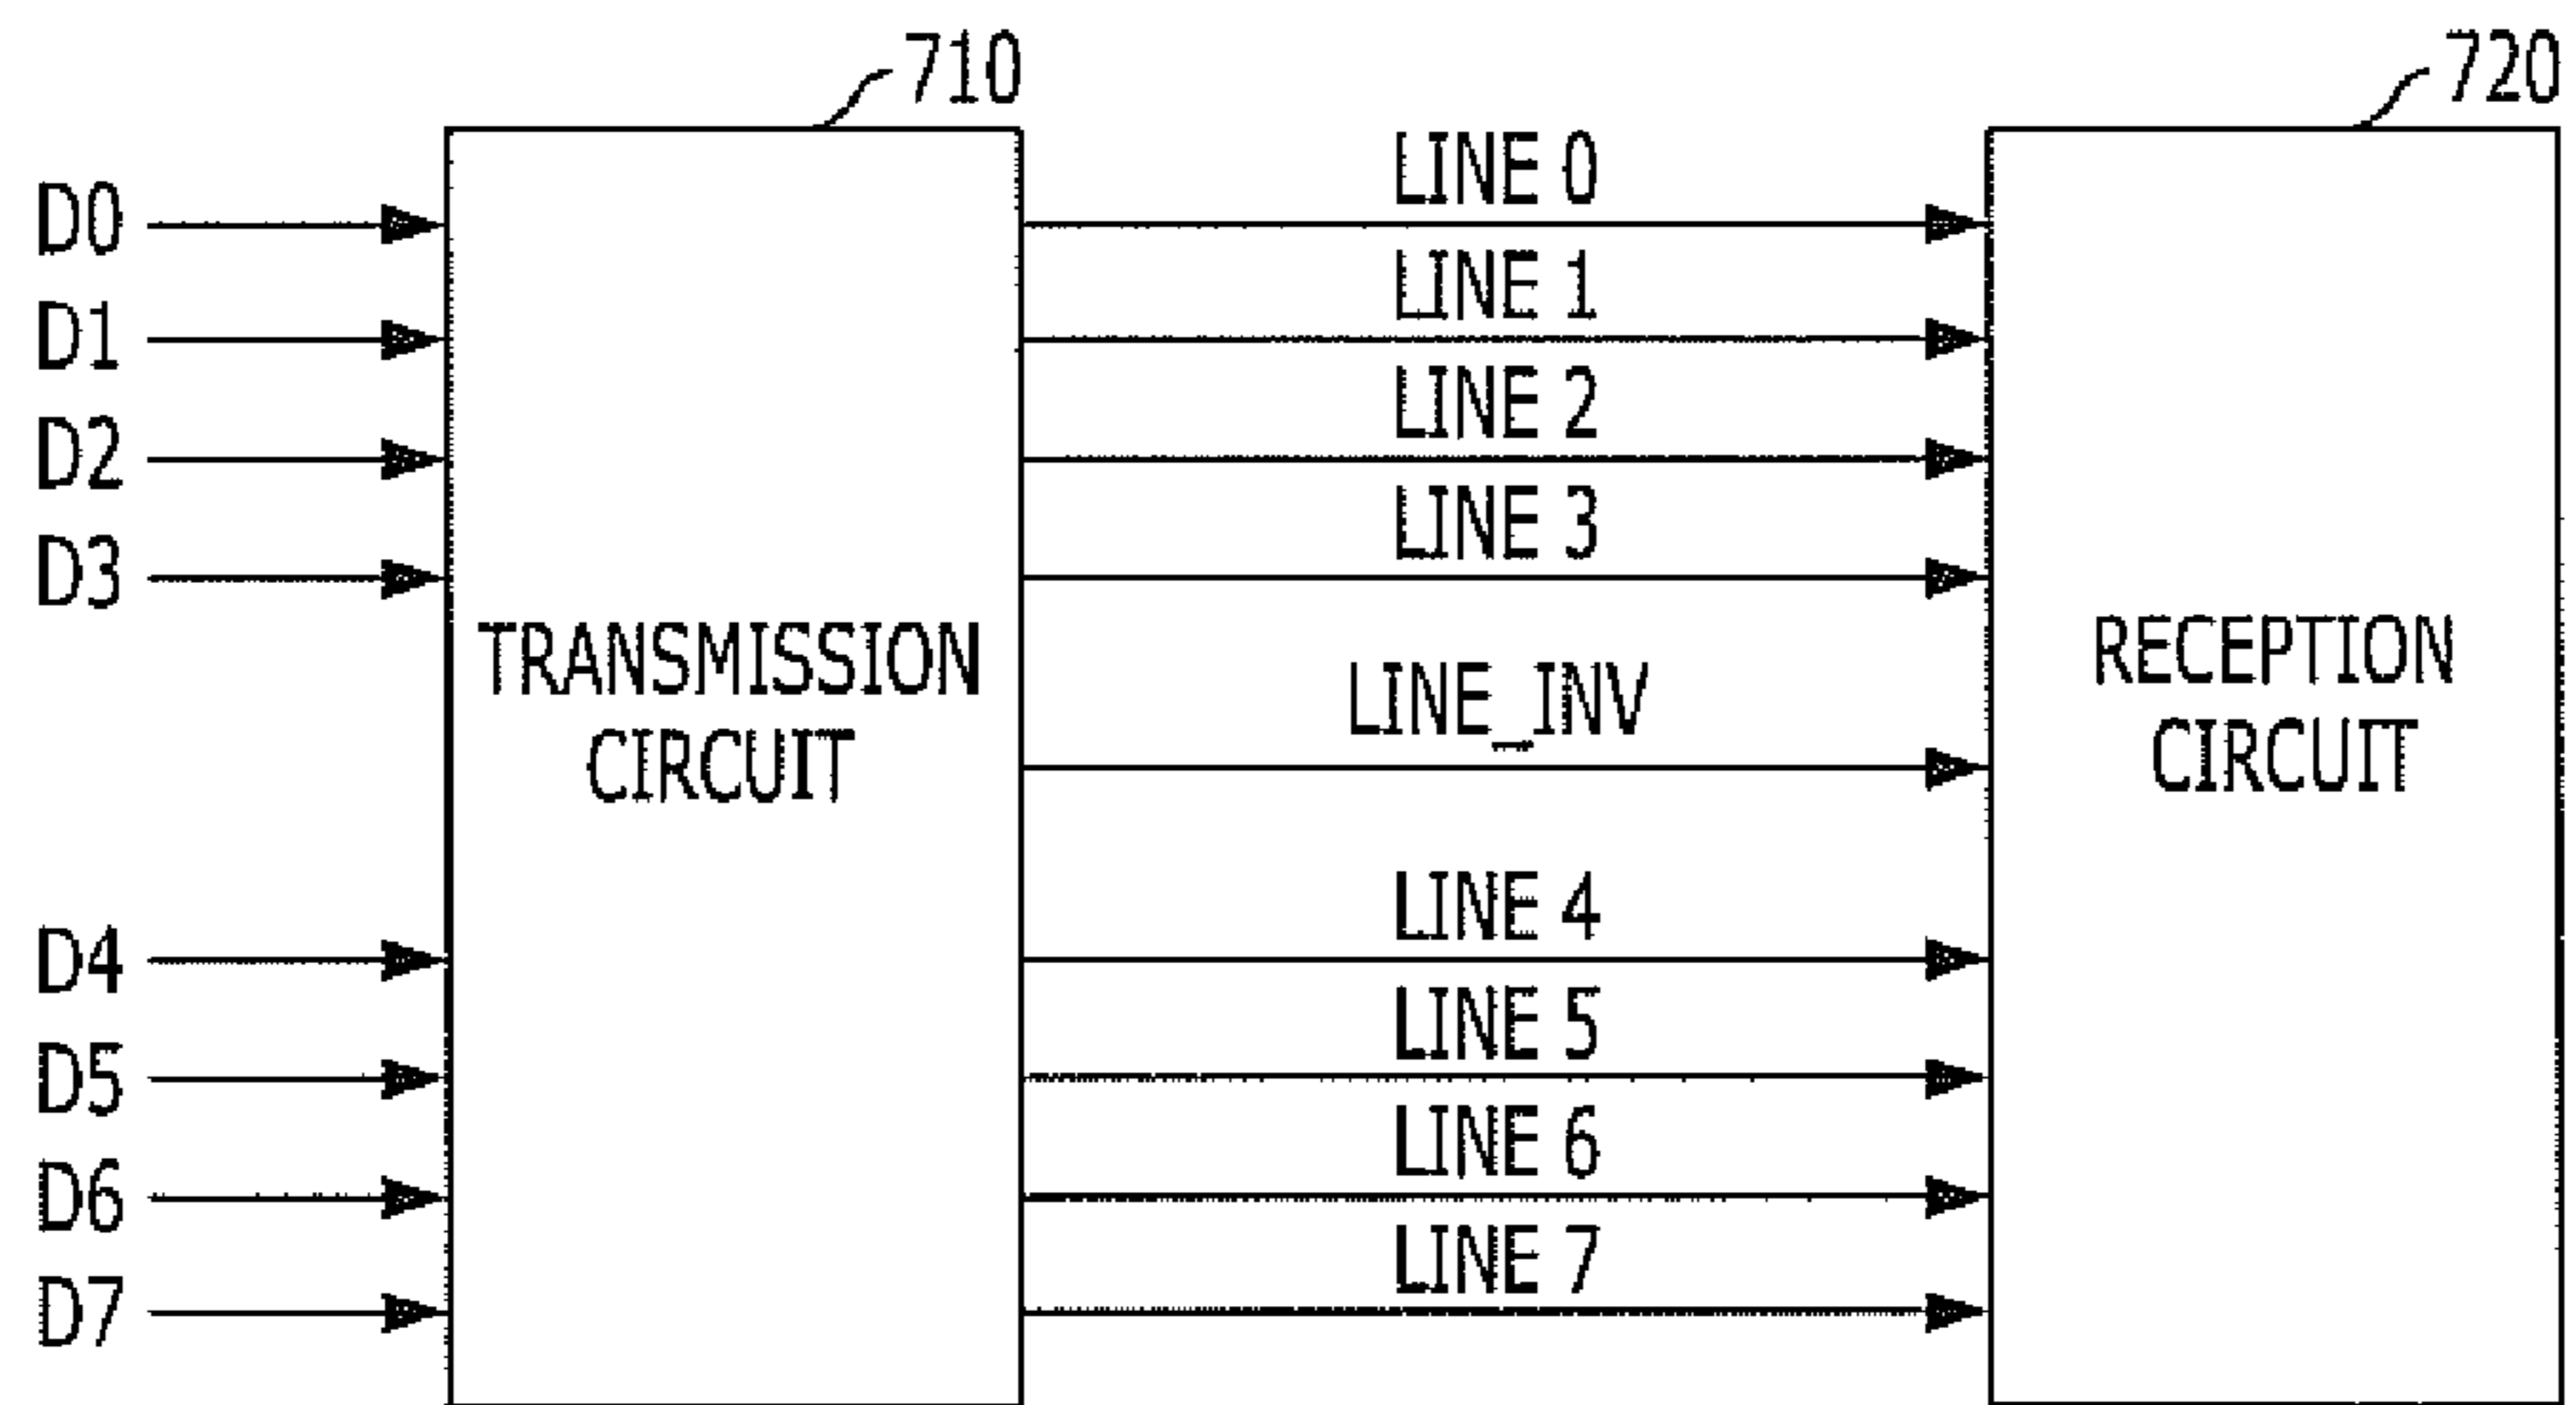 710
720
D0
D1
D2
D3
D4
D5
D6
D7
TRANSMISSION
CIRCUIT
LINE 0
LINE 1
LINE 2
LINE 3
LINE_INV
LINE 4
LINE 5
LINE 6
LINE 7
RECEPTION
CIRCUIT